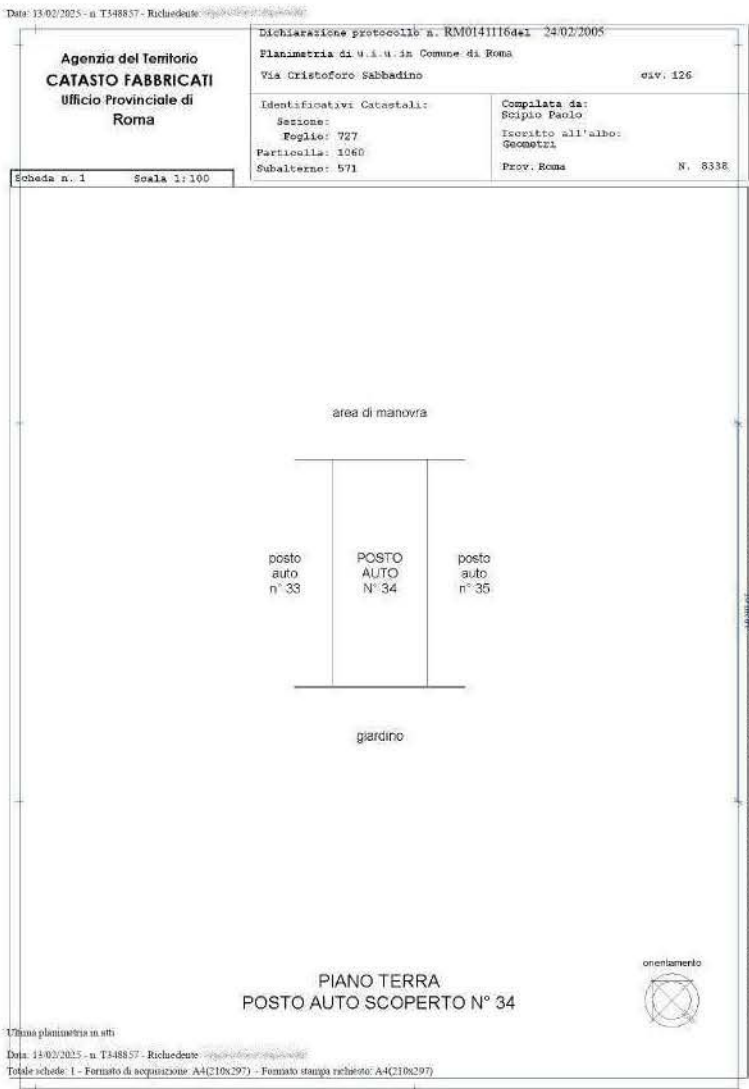 Data: 13/02/2025 - n. T348857 - Richiedente:
Agenzia del Territorio
CATASTO FABBRICATI
Ufficio Provinciale di
Roma
Scheda n. 1 Scala 1:100
Dichiarazione protocollo n. RM0141116del 24/02/2005
Planimetria di u.i.u.in Comune di Roma
Via Cristoforo Sabbadino civ. 126
Identificativi Catastali:
Sezione:
Foglio: 727
Particella: 1060
Subalterno: 571
Compilata da:
Scipio Paolo
Iscritto all'albo:
Geometri
Prov. Roma N. 8338
area di manovra
posto
auto
n° 33
POSTO
AUTO
N° 34
posto
auto
n° 35
giardino
orientamento
PIANO TERRA
POSTO AUTO SCOPERTO N° 34
Ultima planimetria in atti
Data: 13/02/2025 - n. T348857 - Richiedente:
Totale schede: 1 - Formato di acquisizione: A4(210x297) - Formato stampa richiesto: A4(210x297)